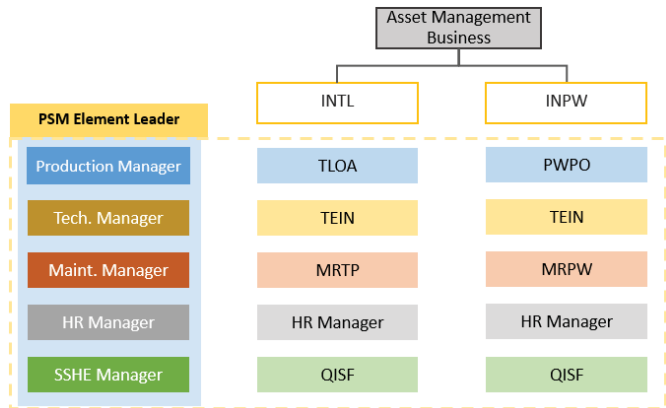 Asset Management
Business
INTL
INPW
PSM Element Leader
Production Manager
TLOA
PWPO
Tech. Manager
TEIN
TEIN
Maint. Manager
MRTP
MRPW
HR Manager
HR Manager
HR Manager
SSHE Manager
QISF
QISF